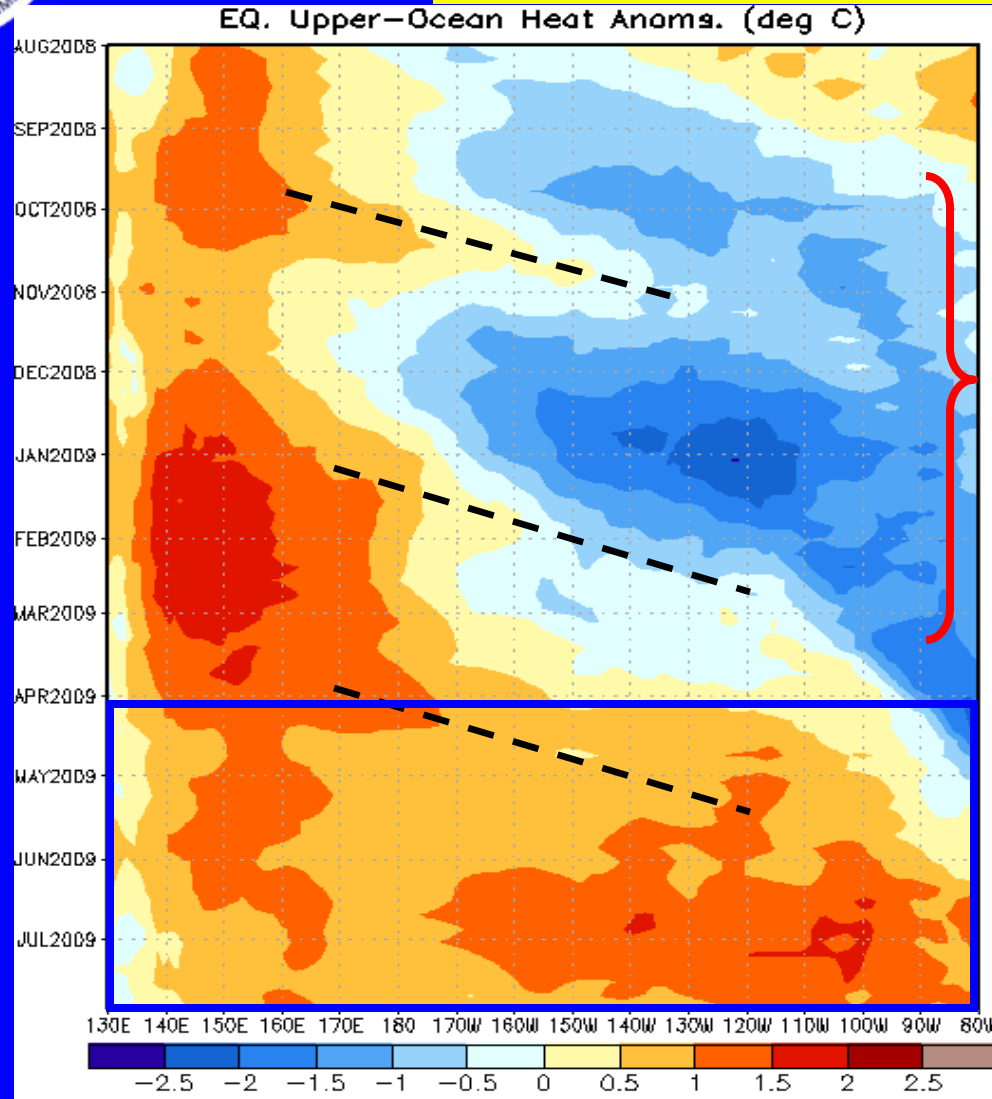 EQ. Upper-Ocean Heat Anoms. (deg C)
AUG2008
SEP2008
OCT2008
NOV2008
DEC2008
JAN2009
FEB2009
MAR2009
APR2009
MAY2009
JUN2009
JUL2009
130E 140E 150E 160E 170E 180 170W 160W 150W 140W 130W 120W 110W 100W 90W 80W
-2.5 -2 -1.5 -1 -0.5 0 0.5 1 1.5 2 2.5